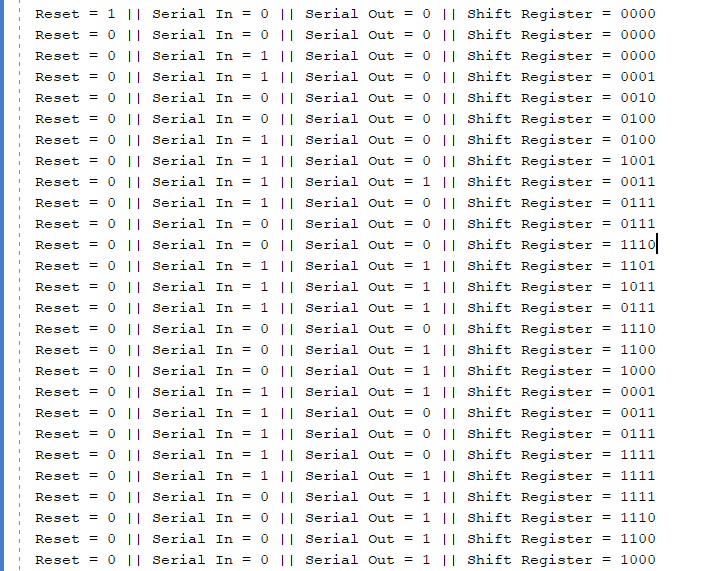 Reset = 1 || Serial In = 0 || Serial Out = 0 || Shift Register = 0000
Reset = 0 || Serial In = 0 || Serial Out = 0 || Shift Register = 0000
Reset = 0 || Serial In = 1 || Serial Out = 0 || Shift Register = 0000
Reset = 0 || Serial In = 1 || Serial Out = 0 || Shift Register = 0001
Reset = 0 || Serial In = 0 || Serial Out = 0 || Shift Register = 0010
Reset = 0 || Serial In = 0 || Serial Out = 0 || Shift Register = 0100
Reset = 0 || Serial In = 1 || Serial Out = 0 || Shift Register = 0100
Reset = 0 || Serial In = 1 || Serial Out = 0 || Shift Register = 1001
Reset = 0 || Serial In = 1 || Serial Out = 1 || Shift Register = 0011
Reset = 0 || Serial In = 1 || Serial Out = 0 || Shift Register = 0111
Reset = 0 || Serial In = 0 || Serial Out = 0 || Shift Register = 0111
Reset = 0 || Serial In = 0 || Serial Out = 0 || Shift Register = 1110
Reset = 0 || Serial In = 1 || Serial Out = 1 || Shift Register = 1101
Reset = 0 || Serial In = 1 || Serial Out = 1 || Shift Register = 1011
Reset = 0 || Serial In = 1 || Serial Out = 1 || Shift Register = 0111
Reset = 0 || Serial In = 0 || Serial Out = 0 || Shift Register = 1110
Reset = 0 || Serial In = 0 || Serial Out = 1 || Shift Register = 1100
Reset = 0 || Serial In = 0 || Serial Out = 1 || Shift Register = 1000
Reset = 0 || Serial In = 1 || Serial Out = 1 || Shift Register = 0001
Reset = 0 || Serial In = 1 || Serial Out = 0 || Shift Register = 0011
Reset = 0 || Serial In = 1 || Serial Out = 0 || Shift Register = 0111
Reset = 0 || Serial In = 1 || Serial Out = 0 || Shift Register = 1111
Reset = 0 || Serial In = 1 || Serial Out = 1 || Shift Register = 1111
Reset = 0 || Serial In = 0 || Serial Out = 1 || Shift Register = 1111
Reset = 0 || Serial In = 0 || Serial Out = 1 || Shift Register = 1110
Reset = 0 || Serial In = 0 || Serial Out = 1 || Shift Register = 1100
Reset = 0 || Serial In = 0 || Serial Out = 1 || Shift Register = 1000